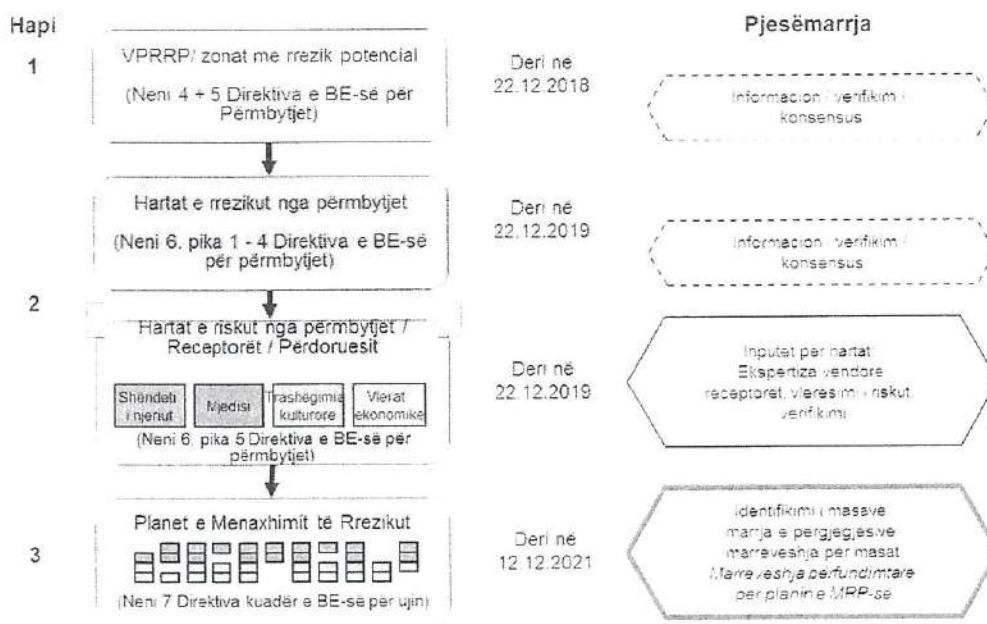 Hapi
Pjesëmarrja
1
VPRRP/ zonat me rrezik potencial
(Neni 4 + 5 Direktiva e BE-së për
Përmbytjet)
Deri në
22.12.2018
Informacion / verifikim /
konsensus
Hartat e rrezikut nga përmbytjet
(Neni 6, pika 1 - 4 Direktiva e BE-së
për përmbytjet)
Deri në
22.12.2019
Informacion / verifikim /
konsensus
2
Hartat e riskut nga përmbytjet /
Receptorët / Përdoruesit
Shëndeti
i njeriut
Mjedisi
Trashëgimia
kulturore
Vlerat
ekonomike
(Neni 6, pika 5 Direktiva e BE-së për
përmbytjet)
Deri në
22.12.2019
Inputet për hartat
Ekspertiza vendore
receptorët, vlerësimi i riskut,
verifikimi
3
Planet e Menaxhimit të Rrezikut
(Neni 7 Direktiva kuadër e BE-së për ujin)
Deri në
12.12.2021
Identifikimi i masave
marrja e përgjegjësive
marrëveshja për masat
Marrëveshja përfundimtare
për planin e MRP-së